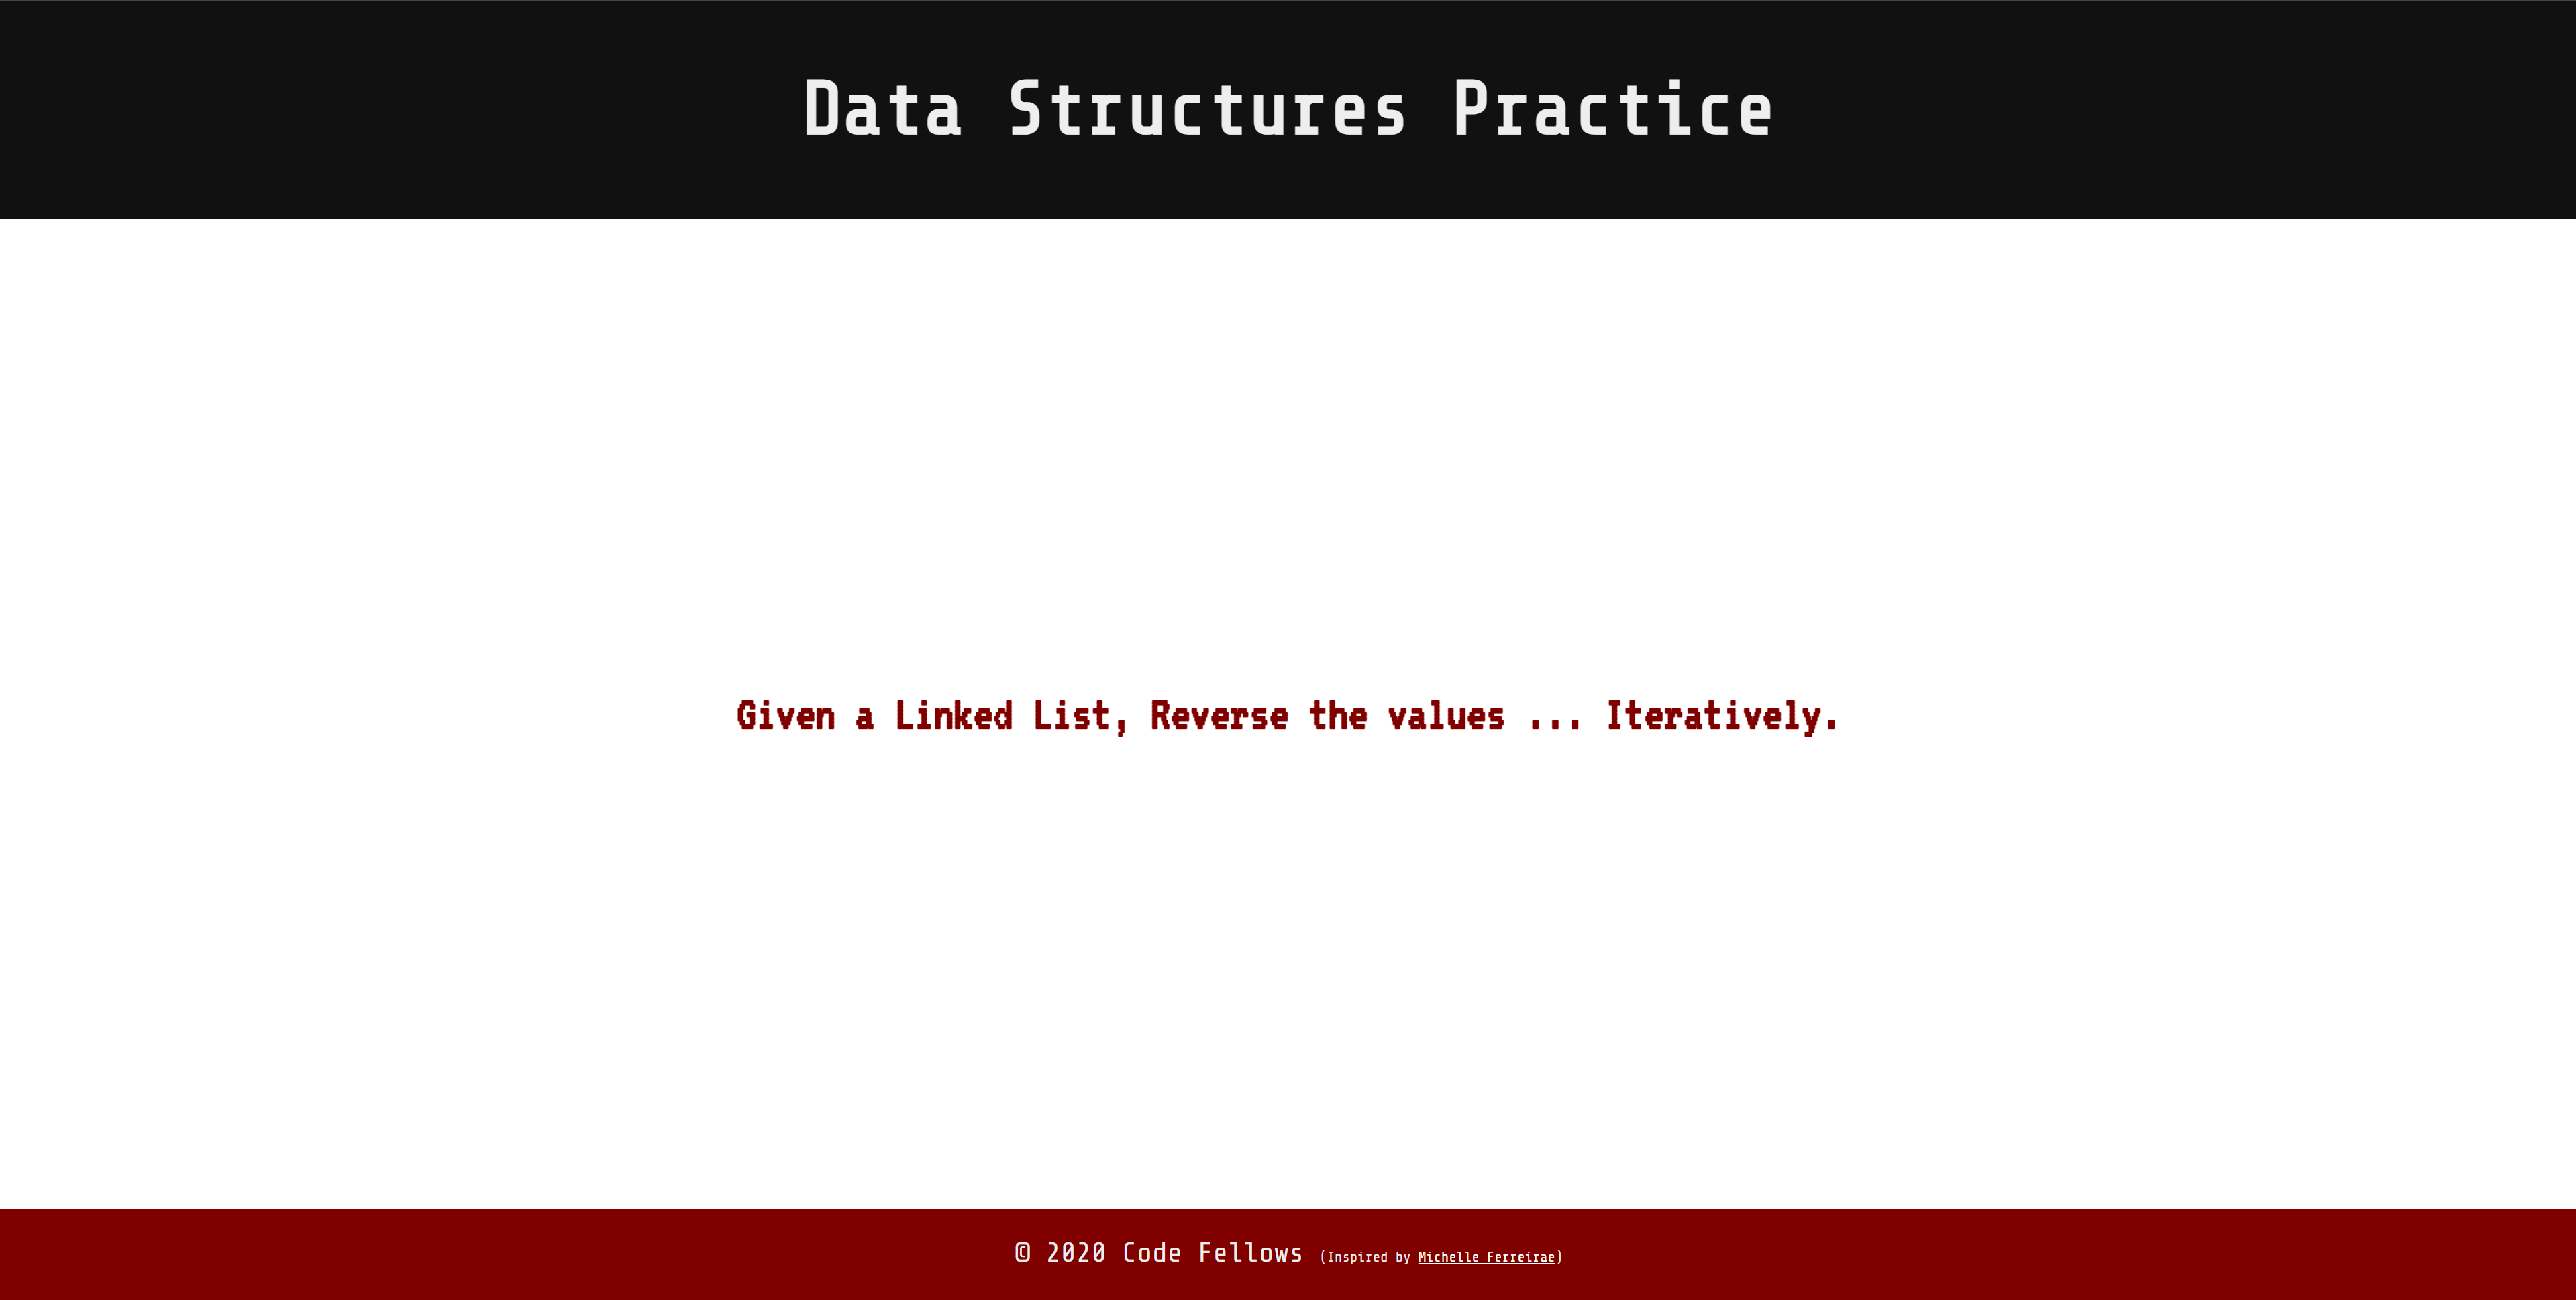 Data Structures Practice
Given a Linked List, Reverse the values ... Iteratively.
© 2020 Code Fellows (Inspired by Michelle Ferreirae)